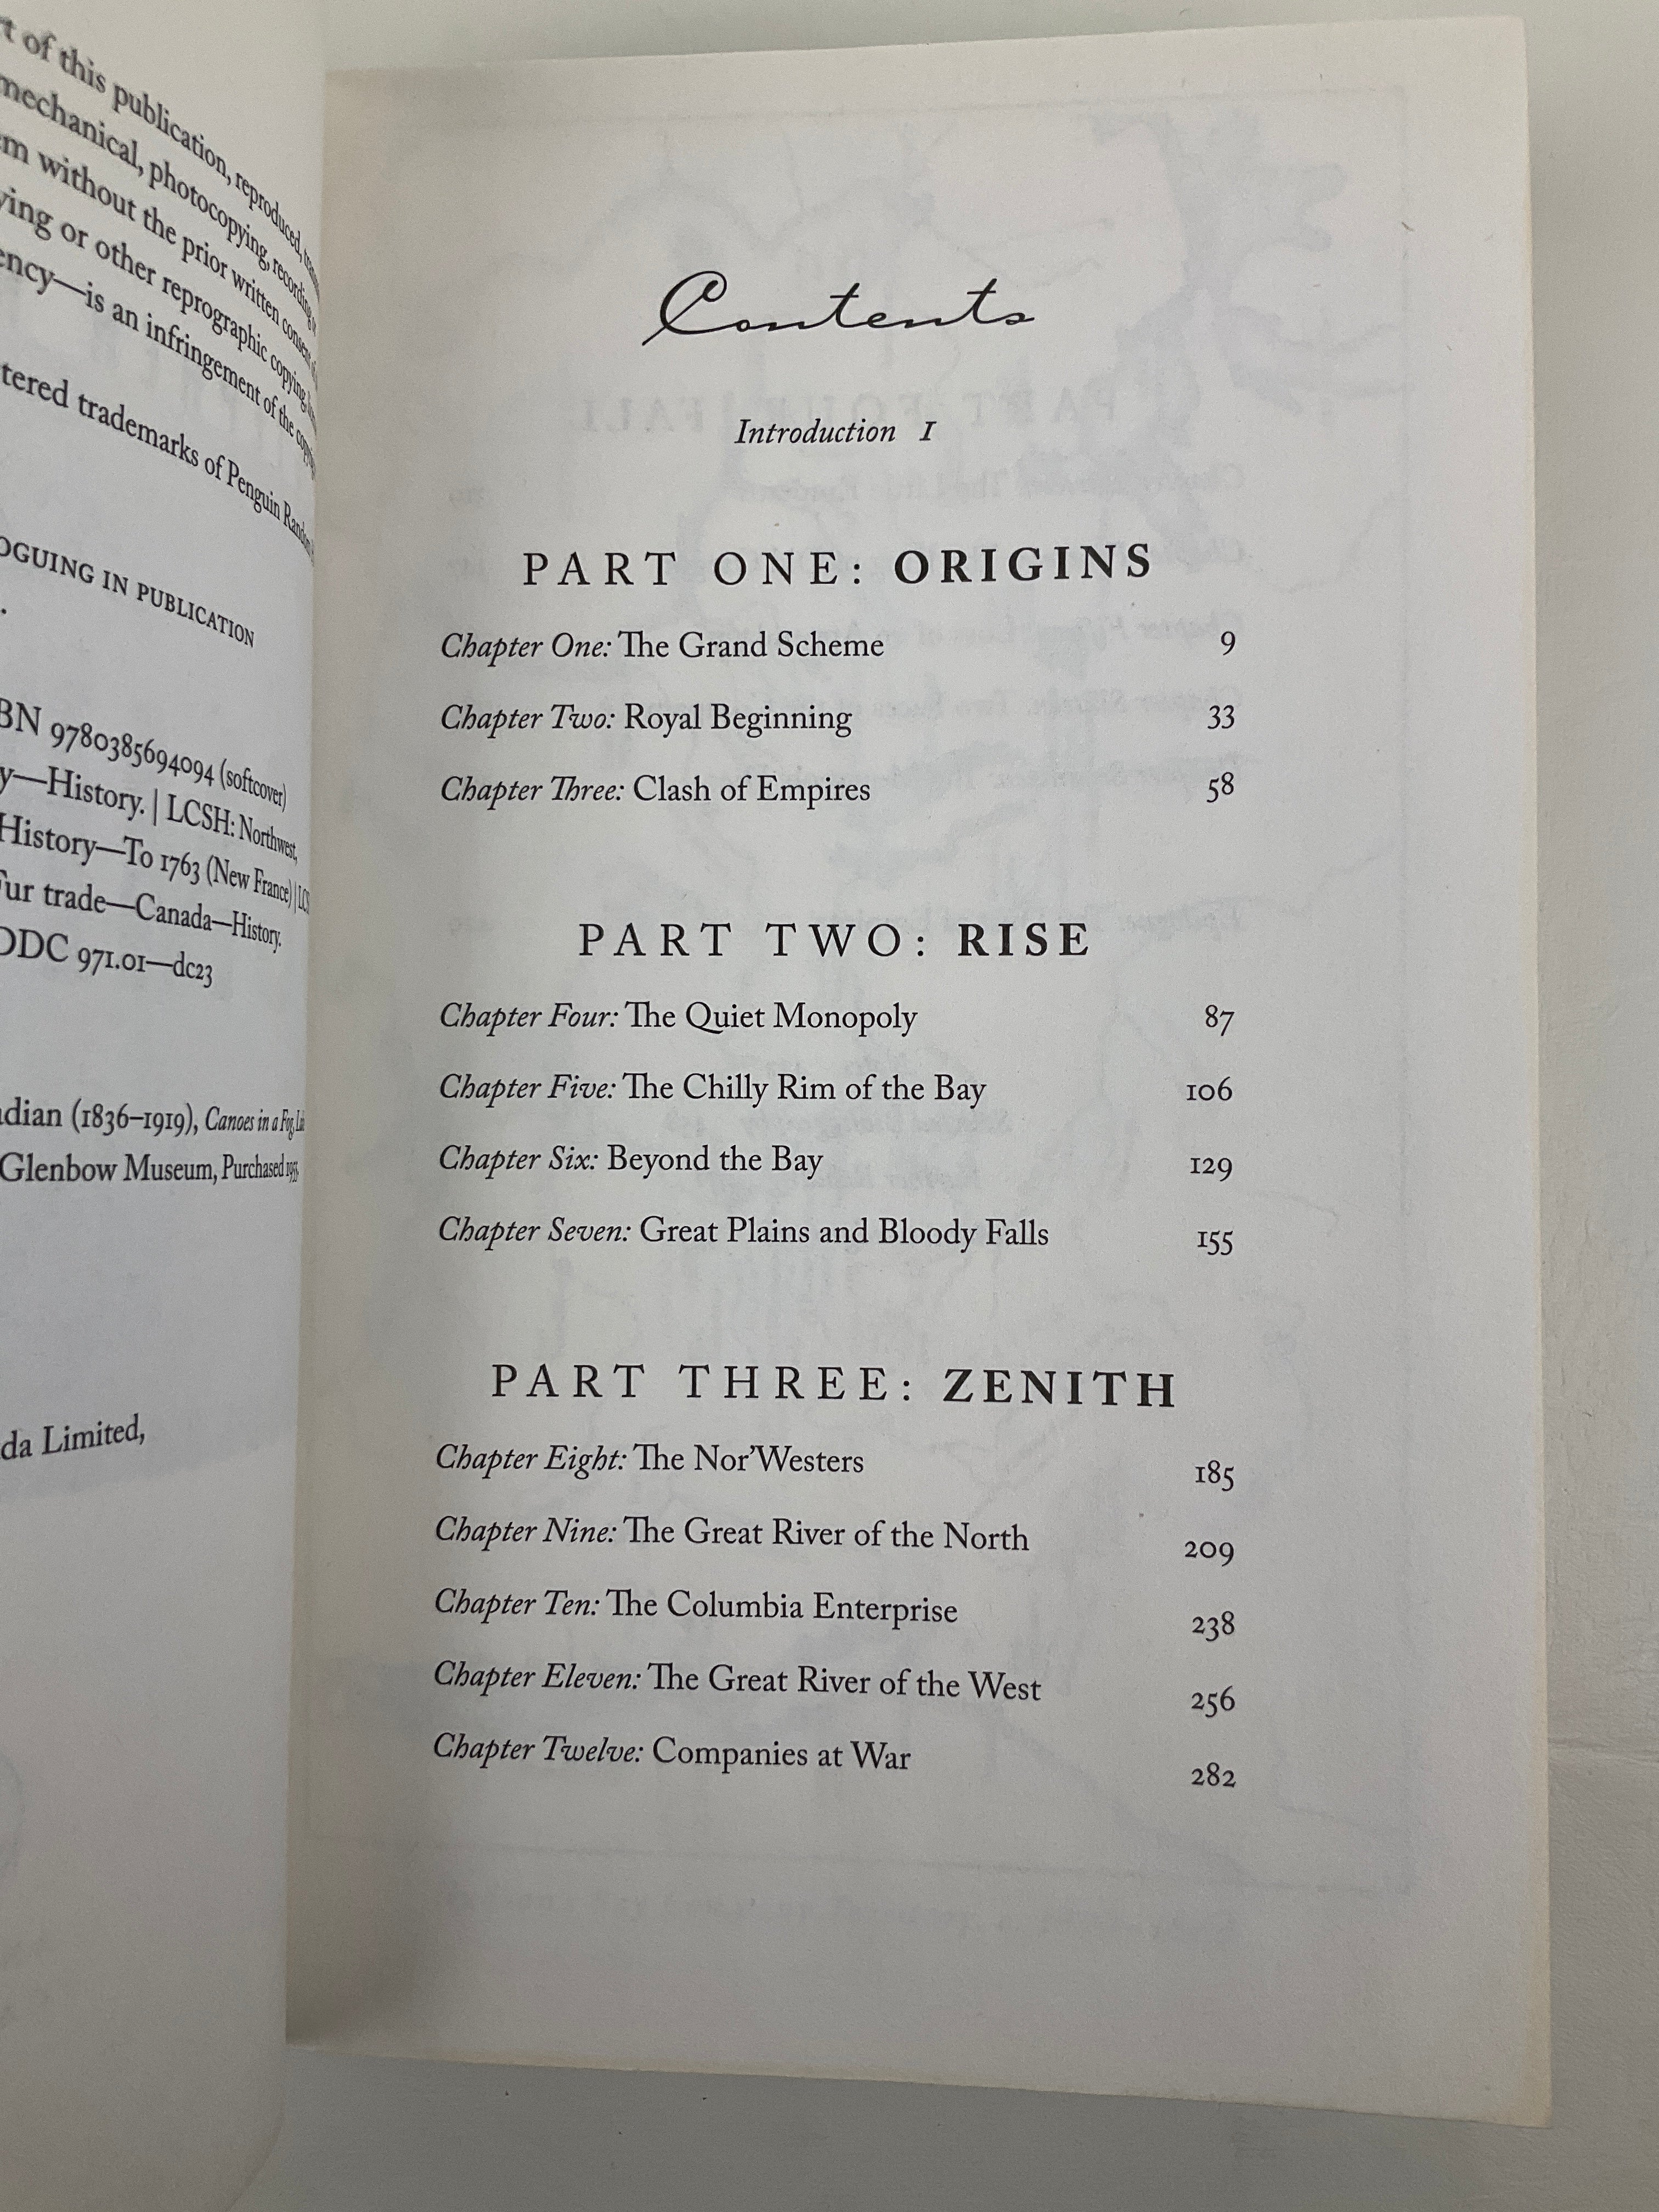 rt of this publication, reproduced,
mechanical, photocopying, recording
em without the prior written consent
ying or other reprographic copying,
ency—is an infringement of the
tered trademarks of Penguin Random
OGUING IN PUBLICATION
.
BN 9780385694094 (softcover)
y—History. | LCSH: Northwest,
History—To 1763 (New France) |
Fur trade—Canada—History.
DDC 971.01—dc23
adian (1836–1919), Canoes in a Fog,
Glenbow Museum, Purchased
da Limited,
Contents
Introduction 1
PART ONE: ORIGINS
Chapter One: The Grand Scheme 9
Chapter Two: Royal Beginning 33
Chapter Three: Clash of Empires 58
PART TWO: RISE
Chapter Four: The Quiet Monopoly 87
Chapter Five: The Chilly Rim of the Bay 106
Chapter Six: Beyond the Bay 129
Chapter Seven: Great Plains and Bloody Falls 155
PART THREE: ZENITH
Chapter Eight: The Nor’Westers 185
Chapter Nine: The Great River of the North 209
Chapter Ten: The Columbia Enterprise 238
Chapter Eleven: The Great River of the West 256
Chapter Twelve: Companies at War 282